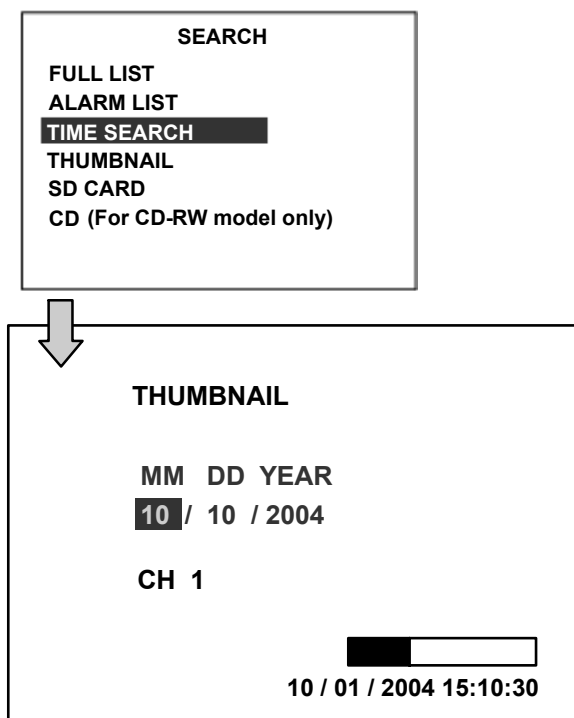 SEARCH
FULL LIST
ALARM LIST
TIME SEARCH
THUMBNAIL
SD CARD
CD (For CD-RW model only)
THUMBNAIL
MM DD YEAR
10 / 10 / 2004
CH 1
10 / 01 / 2004 15:10:30